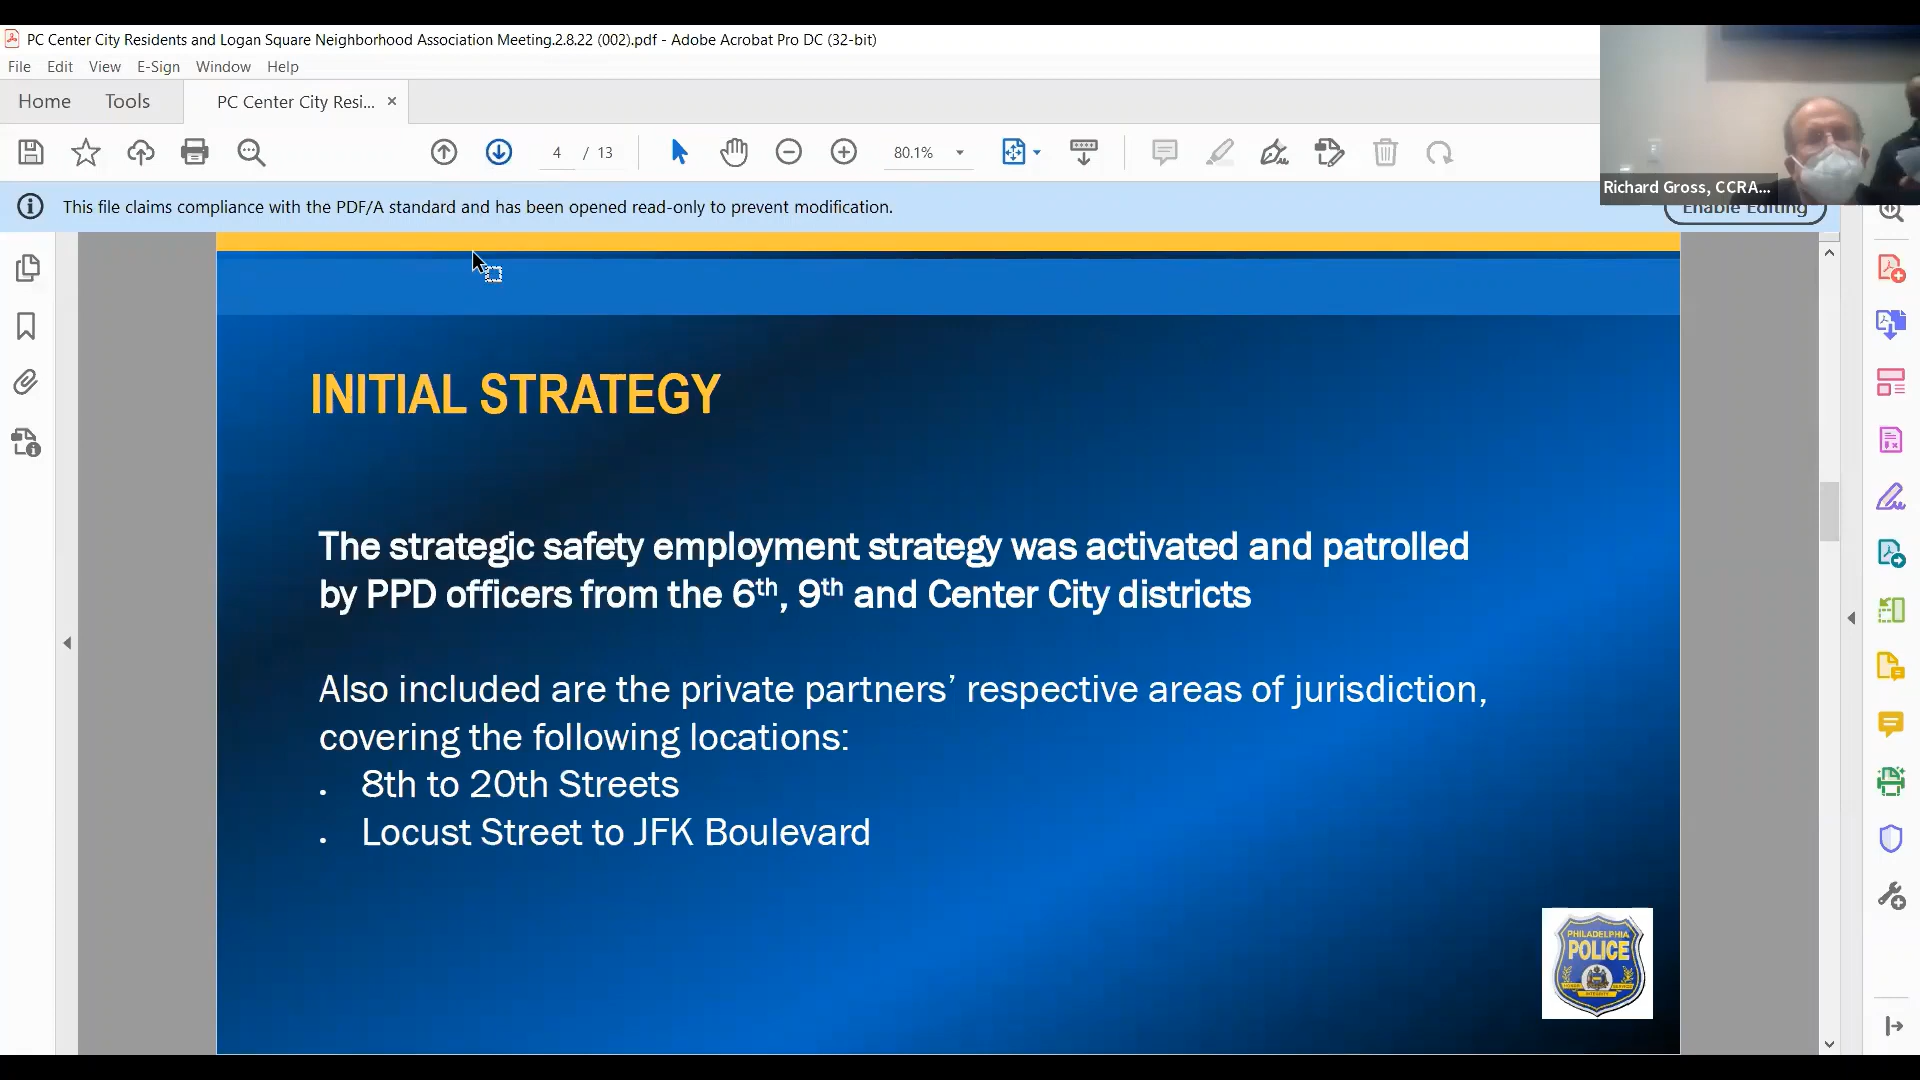 PC Center City Residents and Logan Square Neighborhood Association Meeting.2.8.22 (002).pdf - Adobe Acrobat Pro DC (32-bit)
File Edit View E-Sign Window Help
Home Tools PC Center City Resi... ×
4 / 13 80.1%
Richard Gross, CCRA...
This file claims compliance with the PDF/A standard and has been opened read-only to prevent modification.
Enable Editing
INITIAL STRATEGY
The strategic safety employment strategy was activated and patrolled
by PPD officers from the 6th, 9th and Center City districts
Also included are the private partners’ respective areas of jurisdiction,
covering the following locations:
• 8th to 20th Streets
• Locust Street to JFK Boulevard
PHILADELPHIA
POLICE